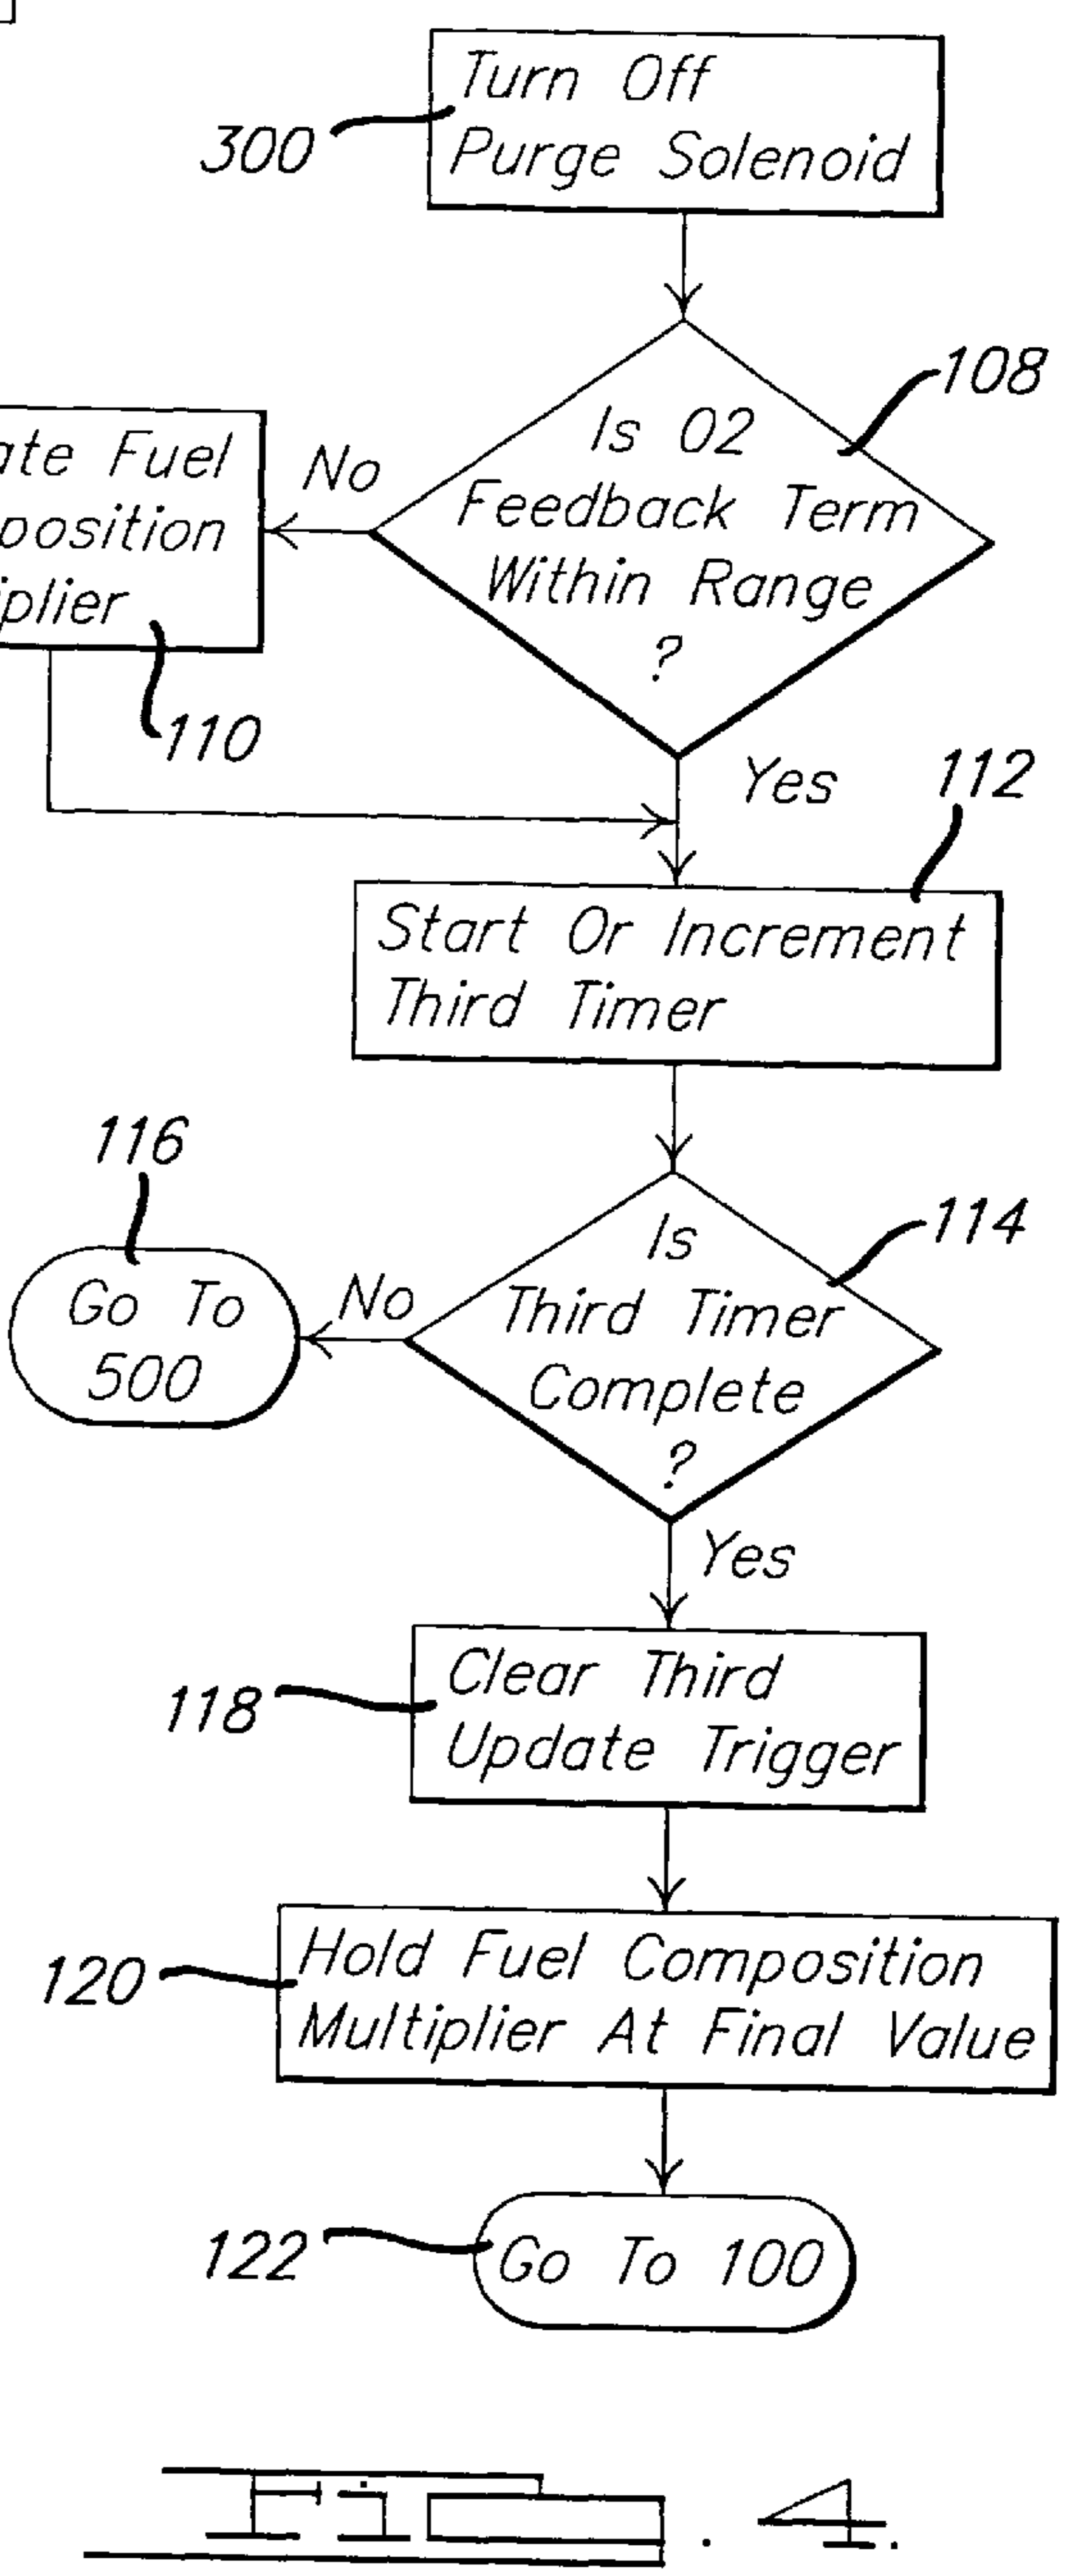 Turn Off
Purge Solenoid
300
108
Is O2
Feedback Term
Within Range
?
No
ate Fuel
position
iplier
110
Yes
112
Start Or Increment
Third Timer
116
Go To
500
No
114
Is
Third Timer
Complete
?
Yes
118
Clear Third
Update Trigger
120
Hold Fuel Composition
Multiplier At Final Value
122
Go To 100
Fig. 4.